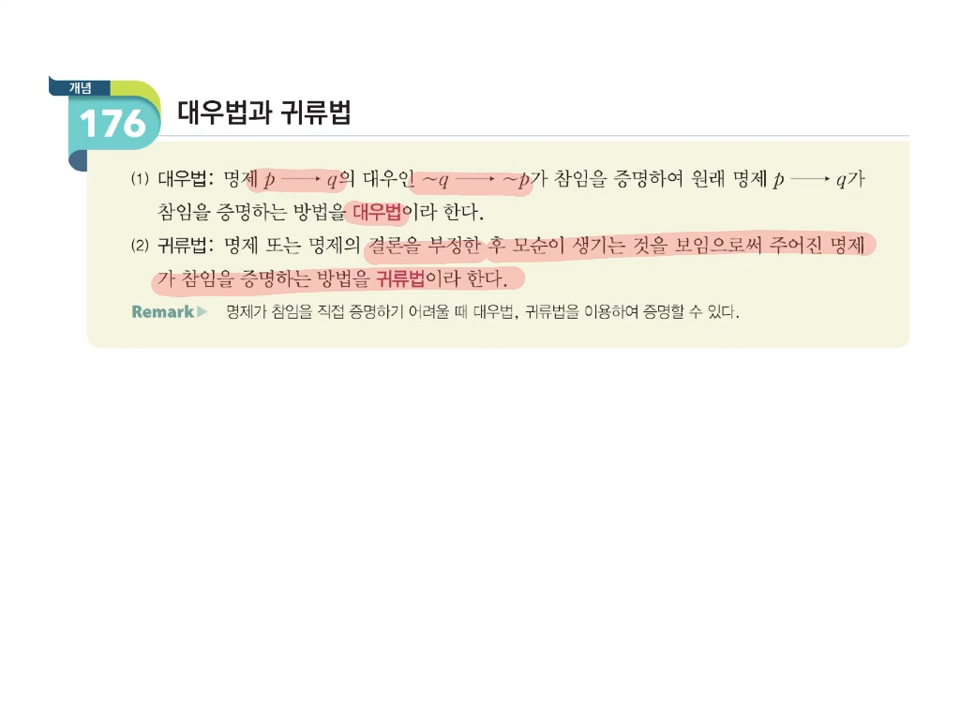 개념
176
대우법과 귀류법
(1) 대우법: 명제 p ⟶ q의 대우인 ~q ⟶ ~p가 참임을 증명하여 원래 명제 p ⟶ q가
참임을 증명하는 방법을 대우법이라 한다.
(2) 귀류법: 명제 또는 명제의 결론을 부정한 후 모순이 생기는 것을 보임으로써 주어진 명제
가 참임을 증명하는 방법을 귀류법이라 한다.
Remark▶ 명제가 참임을 직접 증명하기 어려울 때 대우법, 귀류법을 이용하여 증명할 수 있다.